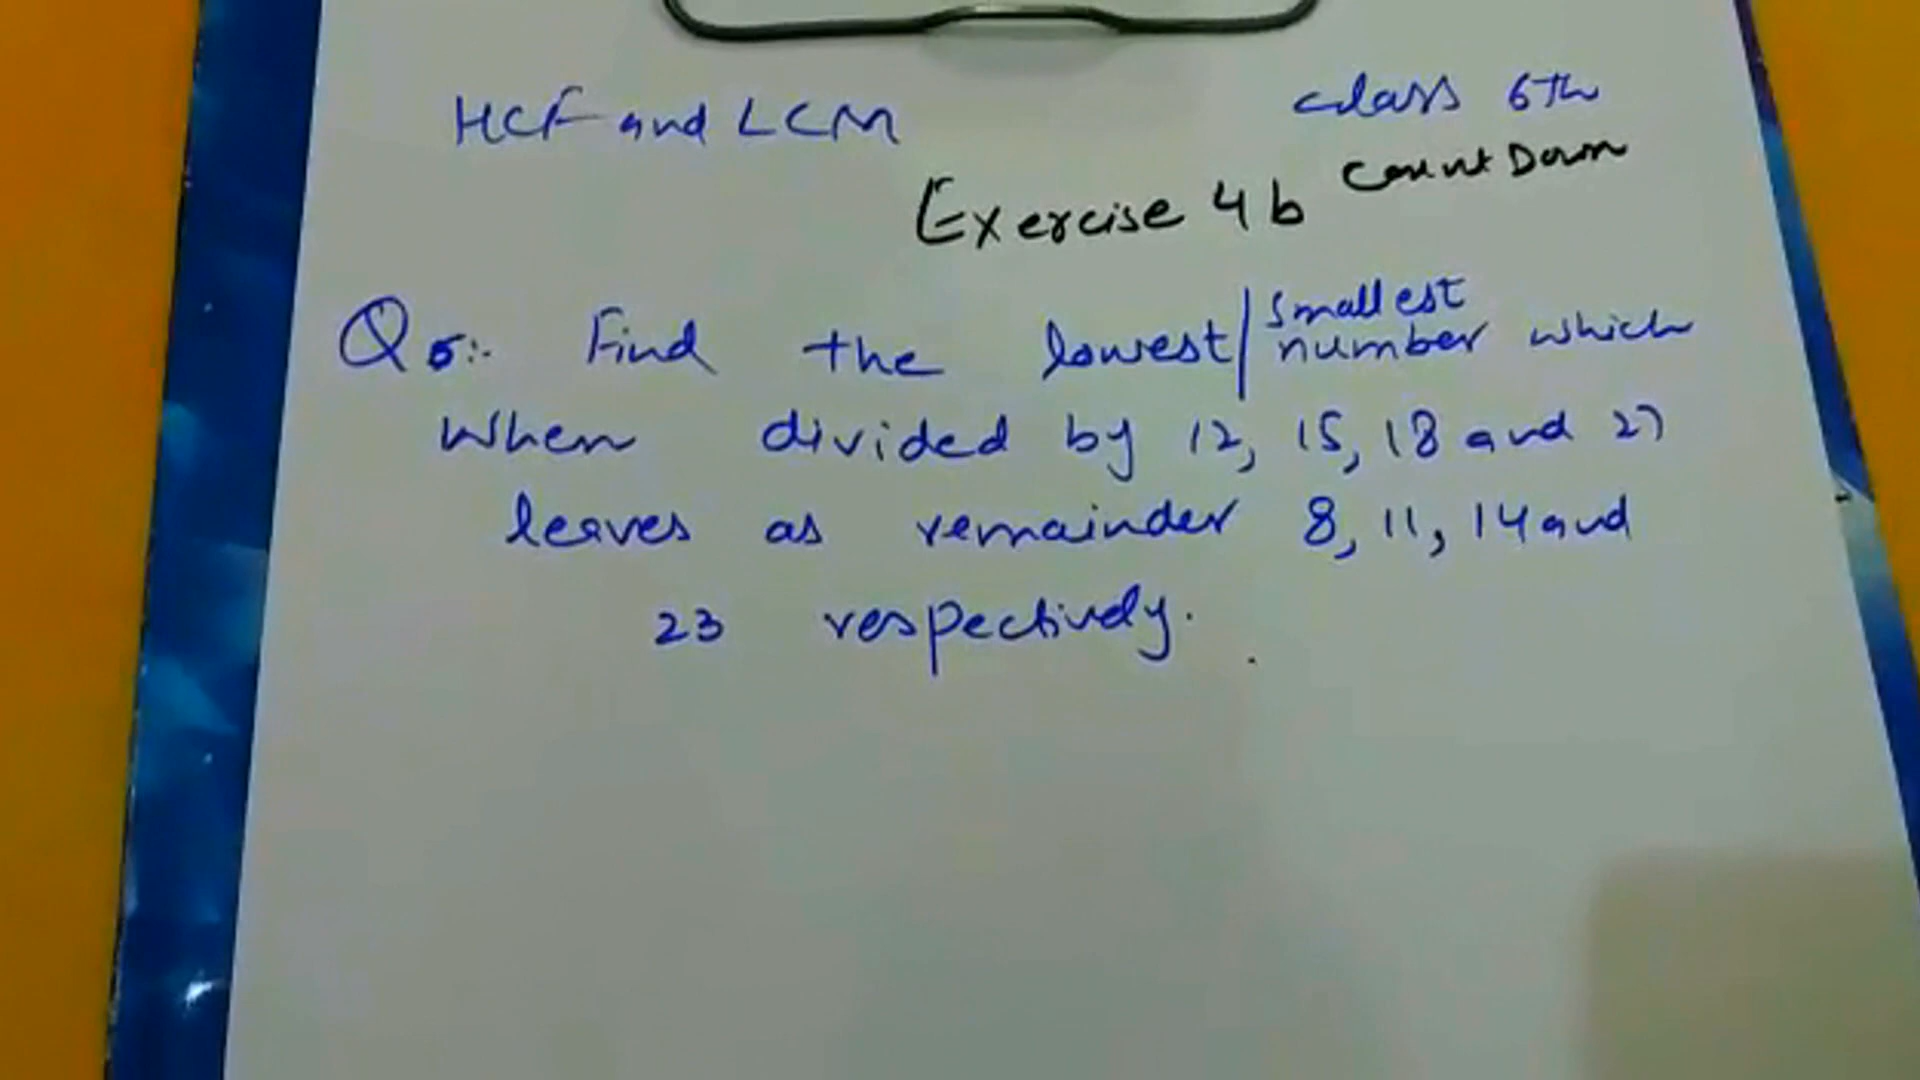 HCF and LCM class 6th
Exercise 4b Count Down
Q5:- Find the lowest/smallest number which
when divided by 12, 15, 18 and 27
leaves as remainder 8, 11, 14 and
23 respectively.